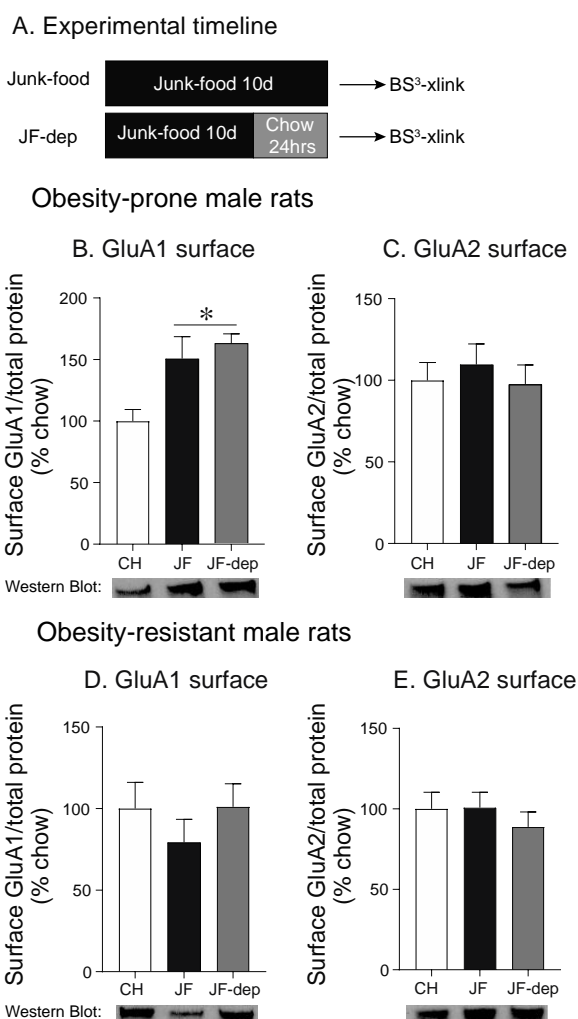 A. Experimental timeline
Junk-food
Junk-food 10d
BS³-xlink
JF-dep
Junk-food 10d
Chow
24hrs
BS³-xlink
Obesity-prone male rats
B. GluA1 surface
Surface GluA1/total protein
(% chow)
200
150
100
50
0
*
CH JF JF-dep
Western Blot:
C. GluA2 surface
Surface GluA2/total protein
(% chow)
150
100
50
0
CH JF JF-dep
Obesity-resistant male rats
D. GluA1 surface
Surface GluA1/total protein
(% chow)
150
100
50
0
CH JF JF-dep
Western Blot:
E. GluA2 surface
Surface GluA2/total protein
(% chow)
150
100
50
0
CH JF JF-dep